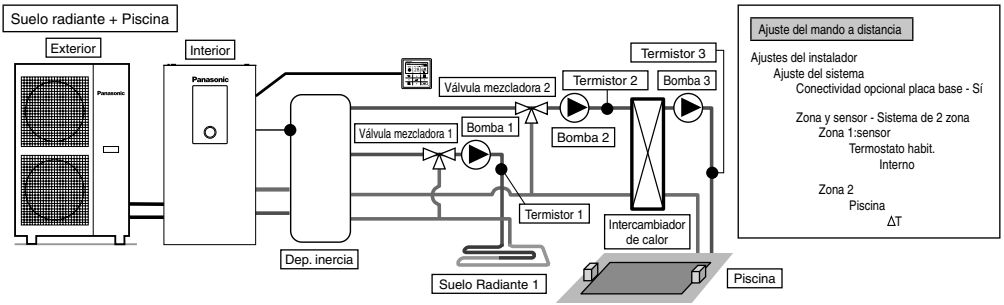 Suelo radiante + Piscina
Exterior
Interior
Panasonic
Panasonic
Dep. inercia
Válvula mezcladora 1
Bomba 1
Termistor 1
Suelo Radiante 1
Válvula mezcladora 2
Termistor 2
Bomba 2
Intercambiador
de calor
Termistor 3
Bomba 3
Piscina
Ajuste del mando a distancia
Ajustes del instalador
Ajuste del sistema
Conectividad opcional placa base - Sí
Zona y sensor - Sistema de 2 zona
Zona 1:sensor
Termostato habit.
Interno
Zona 2
Piscina
ΔT